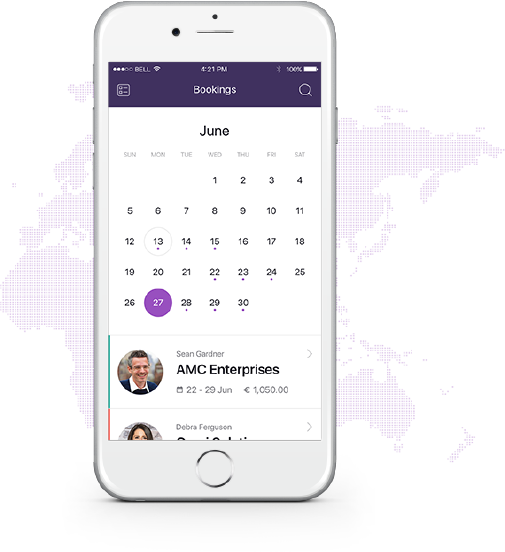 BELL 4:21 PM 100%
Bookings
June
SUN MON TUE WED THU FRI SAT
1 2 3 4
5 6 7 8 9 10 11
12 13 14 15 16 17 18
19 20 21 22 23 24 25
26 27 28 29 30
Sean Gardner
AMC Enterprises
22 - 29 Jun € 1,050.00
Debra Ferguson